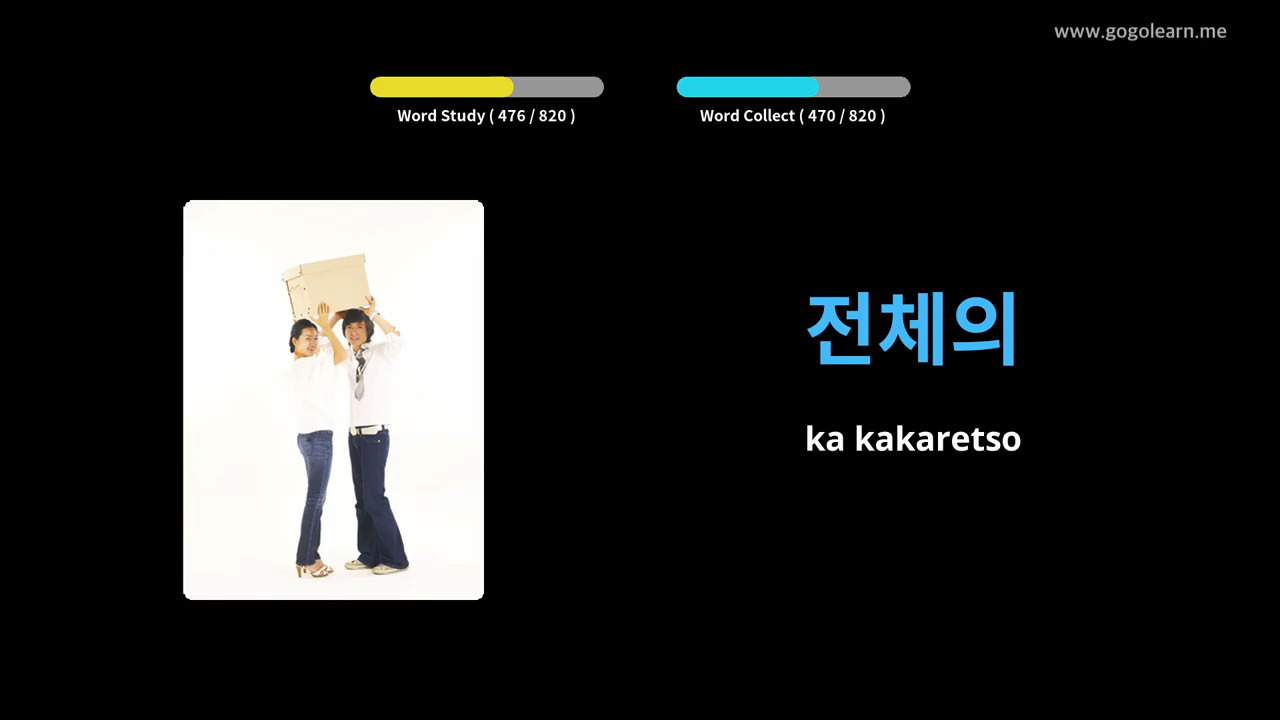 www.gogolearn.me
Word Study ( 476 / 820 )
Word Collect ( 470 / 820 )
전체의
ka kakaretso